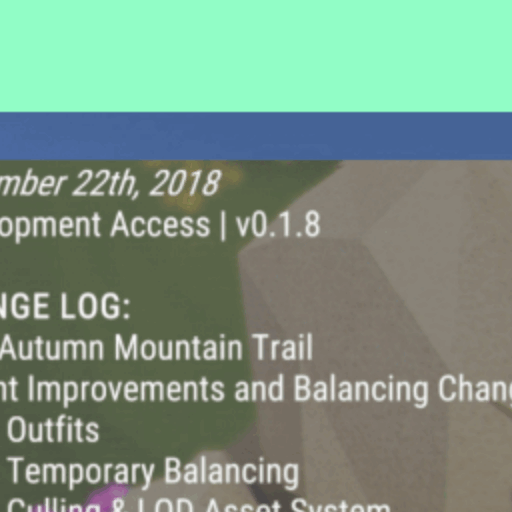 mber 22th, 2018
opment Access | v0.1.8
NGE LOG:
Autumn Mountain Trail
nt Improvements and Balancing Chang
Outfits
Temporary Balancing
Culling & LOD Asset System